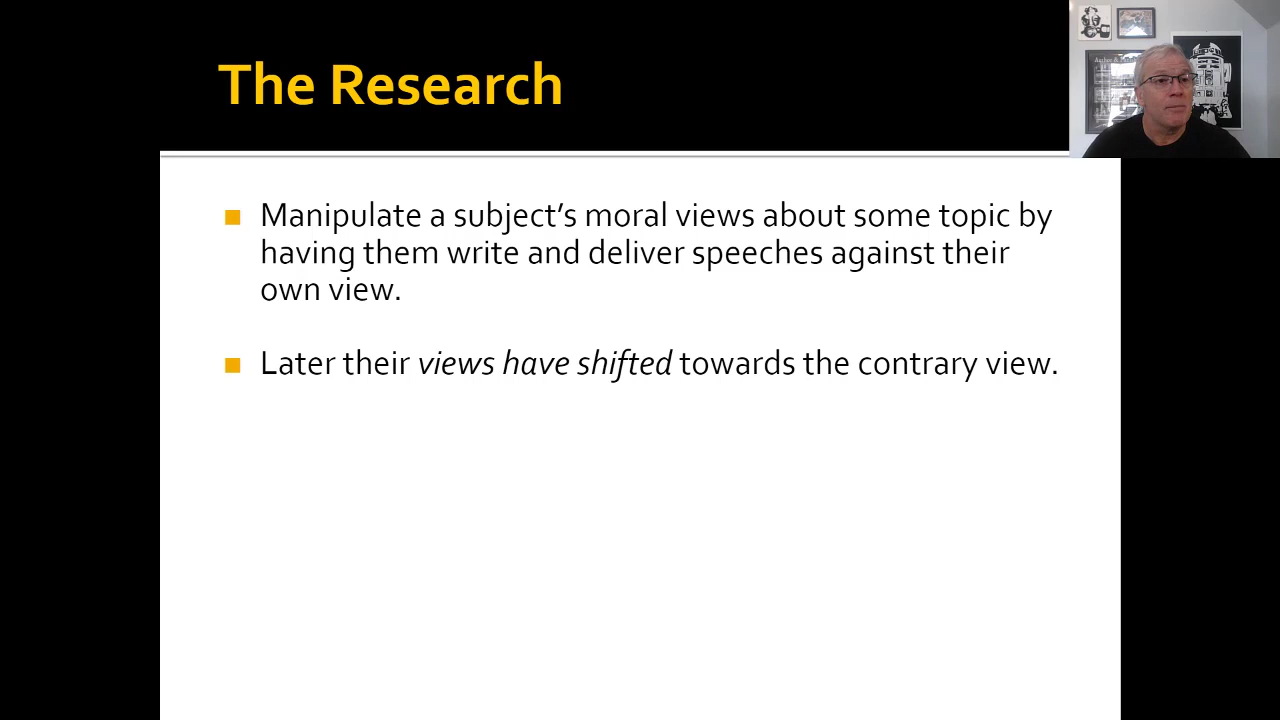 The Research
Manipulate a subject's moral views about some topic by
having them write and deliver speeches against their
own view.
Later their views have shifted towards the contrary view.